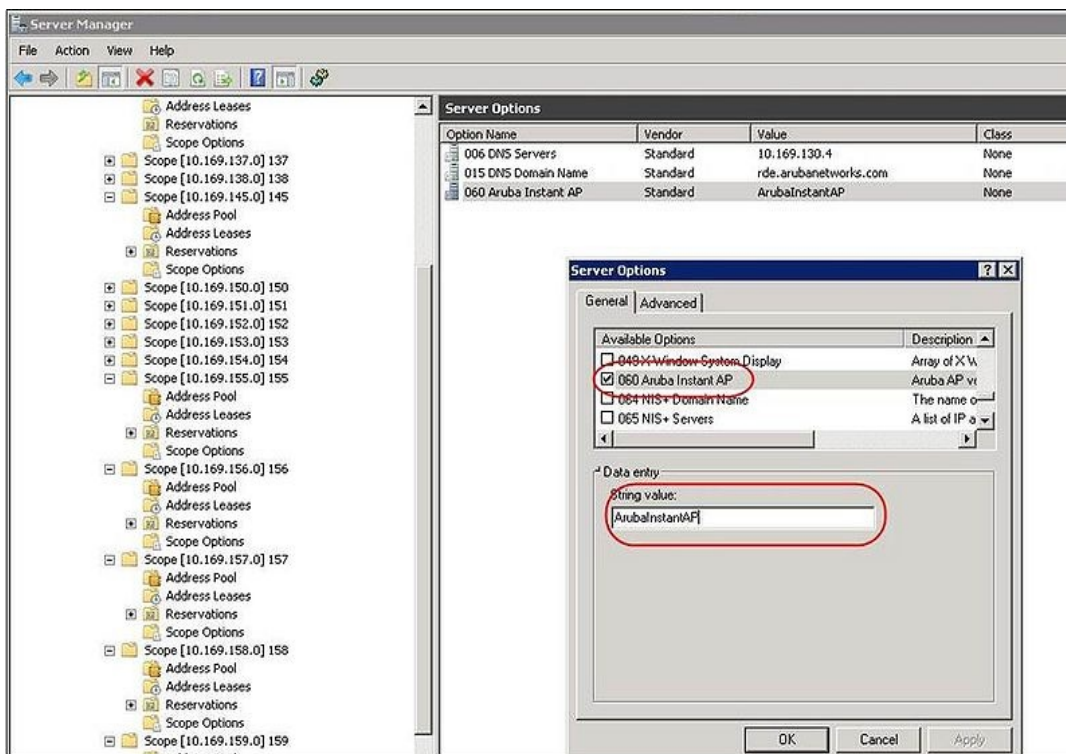 Server Manager
File Action View Help
Address Leases
Reservations
Scope Options
Scope [10.169.137.0] 137
Scope [10.169.138.0] 138
Scope [10.169.145.0] 145
Address Pool
Address Leases
Reservations
Scope Options
Scope [10.169.150.0] 150
Scope [10.169.151.0] 151
Scope [10.169.152.0] 152
Scope [10.169.153.0] 153
Scope [10.169.154.0] 154
Scope [10.169.155.0] 155
Address Pool
Address Leases
Reservations
Scope Options
Scope [10.169.156.0] 156
Address Pool
Address Leases
Reservations
Scope Options
Scope [10.169.157.0] 157
Address Pool
Address Leases
Reservations
Scope Options
Scope [10.169.158.0] 158
Address Pool
Address Leases
Reservations
Scope Options
Scope [10.169.159.0] 159
Server Options
Option Name Vendor Value Class
006 DNS Servers Standard 10.169.130.4 None
015 DNS Domain Name Standard rde.arubanetworks.com None
060 Aruba Instant AP Standard ArubaInstantAP None
Server Options
General Advanced
Available Options Description
049 X Window System Display Array of X W
060 Aruba Instant AP Aruba AP ve
064 NIS+ Domain Name The name o
065 NIS+ Servers A list of IP a
Data entry
String value:
ArubaInstantAP
OK Cancel Apply